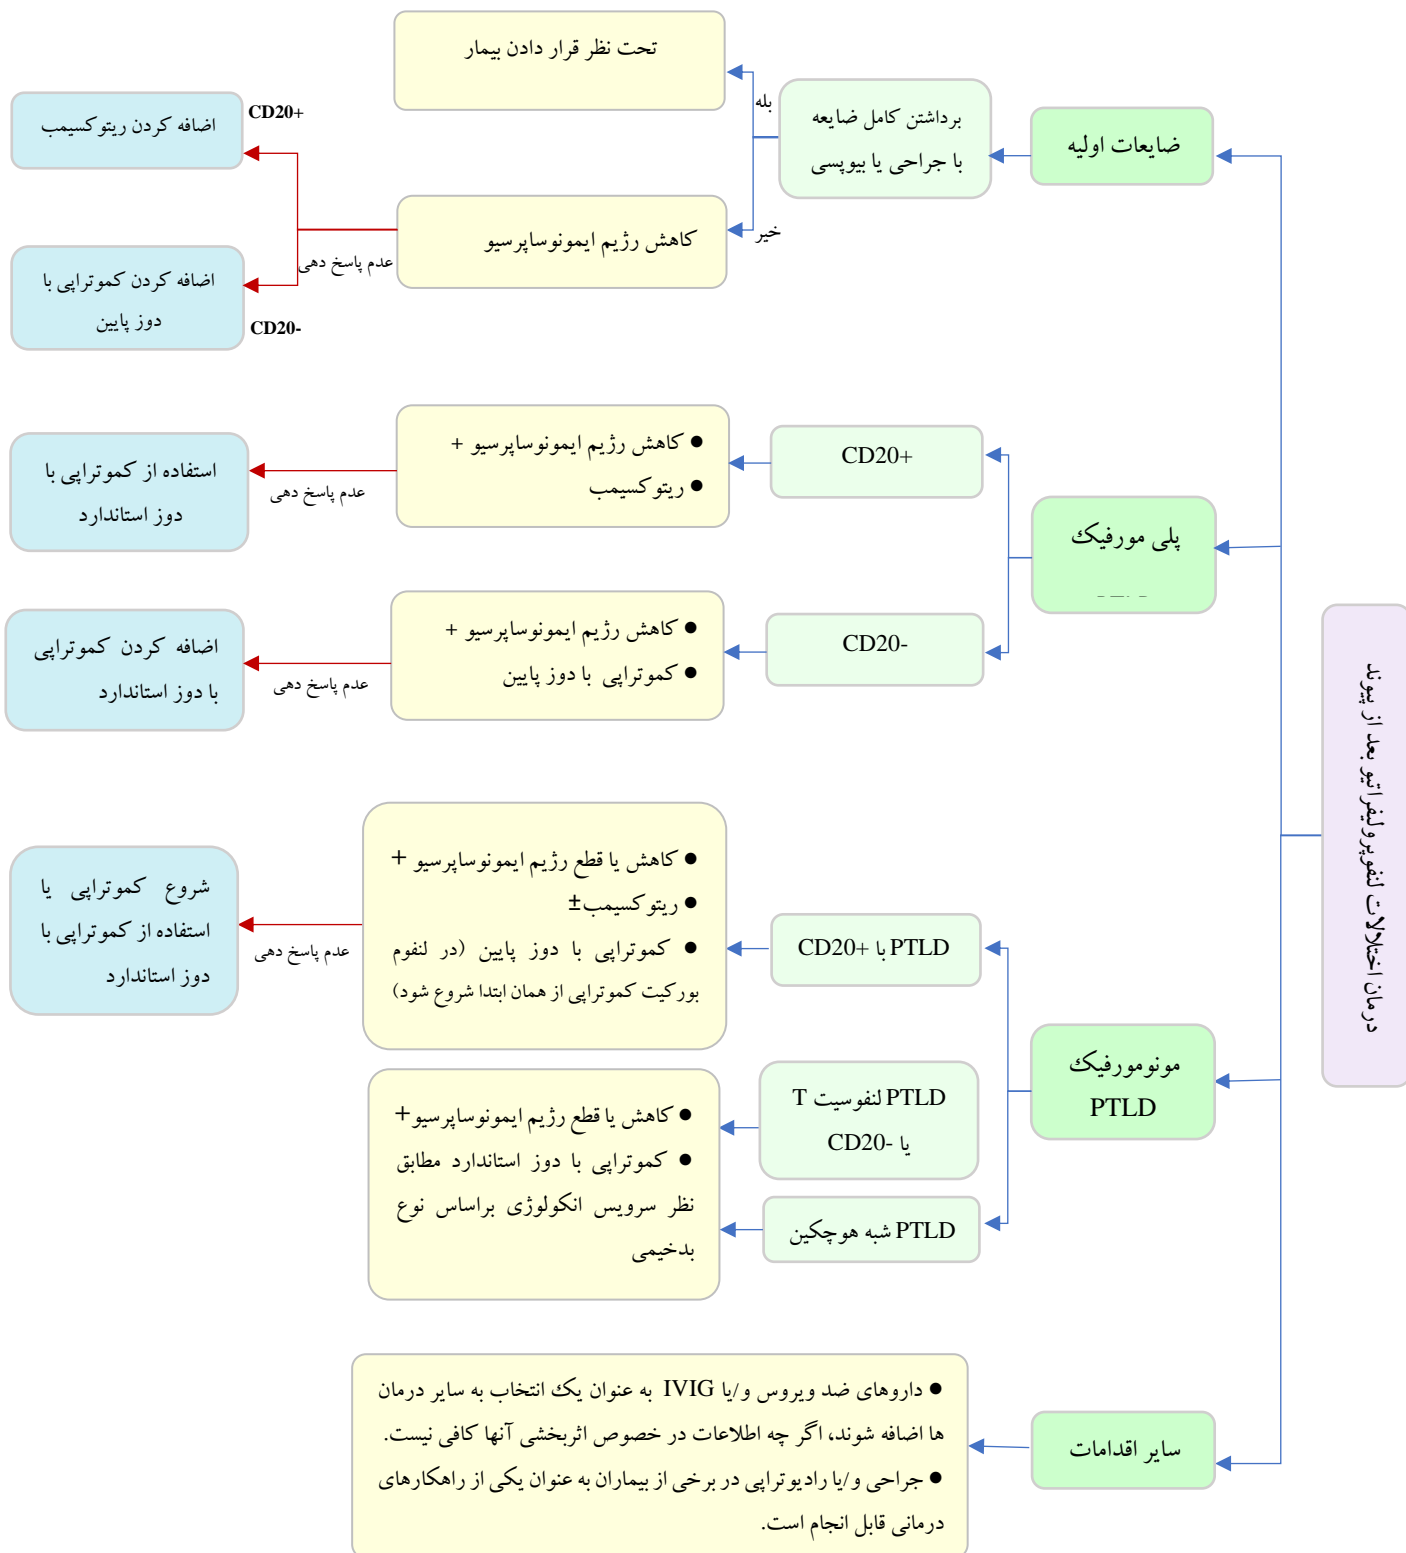 درمان اختلالات لنفوپرولیفراتیو بعد از پیوند
ضایعات اولیه
برداشتن کامل ضایعه
با جراحی یا بیوپسی
بله
تحت نظر قرار دادن بیمار
خیر
کاهش رژیم ایمونوساپرسیو
عدم پاسخ دهی
CD20+
اضافه کردن ریتوکسیمب
CD20-
اضافه کردن کموتراپی با
دوز پایین
پلی مورفیک
CD20+
● کاهش رژیم ایمونوساپرسیو +
● ریتوکسیمب
عدم پاسخ دهی
استفاده از کموتراپی با
دوز استاندارد
CD20-
● کاهش رژیم ایمونوساپرسیو +
● کموتراپی با دوز پایین
عدم پاسخ دهی
اضافه کردن کموتراپی
با دوز استاندارد
مونومورفیک
PTLD
PTLD با CD20+
● کاهش یا قطع رژیم ایمونوساپرسیو +
● ریتوکسیمب±
● کموتراپی با دوز پایین (در لنفوم
بورکیت کموتراپی از همان ابتدا شروع شود)
عدم پاسخ دهی
شروع کموتراپی یا
استفاده از کموتراپی با
دوز استاندارد
PTLD لنفوسیت T
یا CD20-
PTLD شبه هوچکین
● کاهش یا قطع رژیم ایمونوساپرسیو+
● کموتراپی با دوز استاندارد مطابق
نظر سرویس انکولوژی براساس نوع
بدخیمی
سایر اقدامات
● داروهای ضد ویروس و/یا IVIG به عنوان یک انتخاب به سایر درمان
ها اضافه شوند، اگر چه اطلاعات در خصوص اثربخشی آنها کافی نیست.
● جراحی و/یا رادیوتراپی در برخی از بیماران به عنوان یکی از راهکارهای
درمانی قابل انجام است.